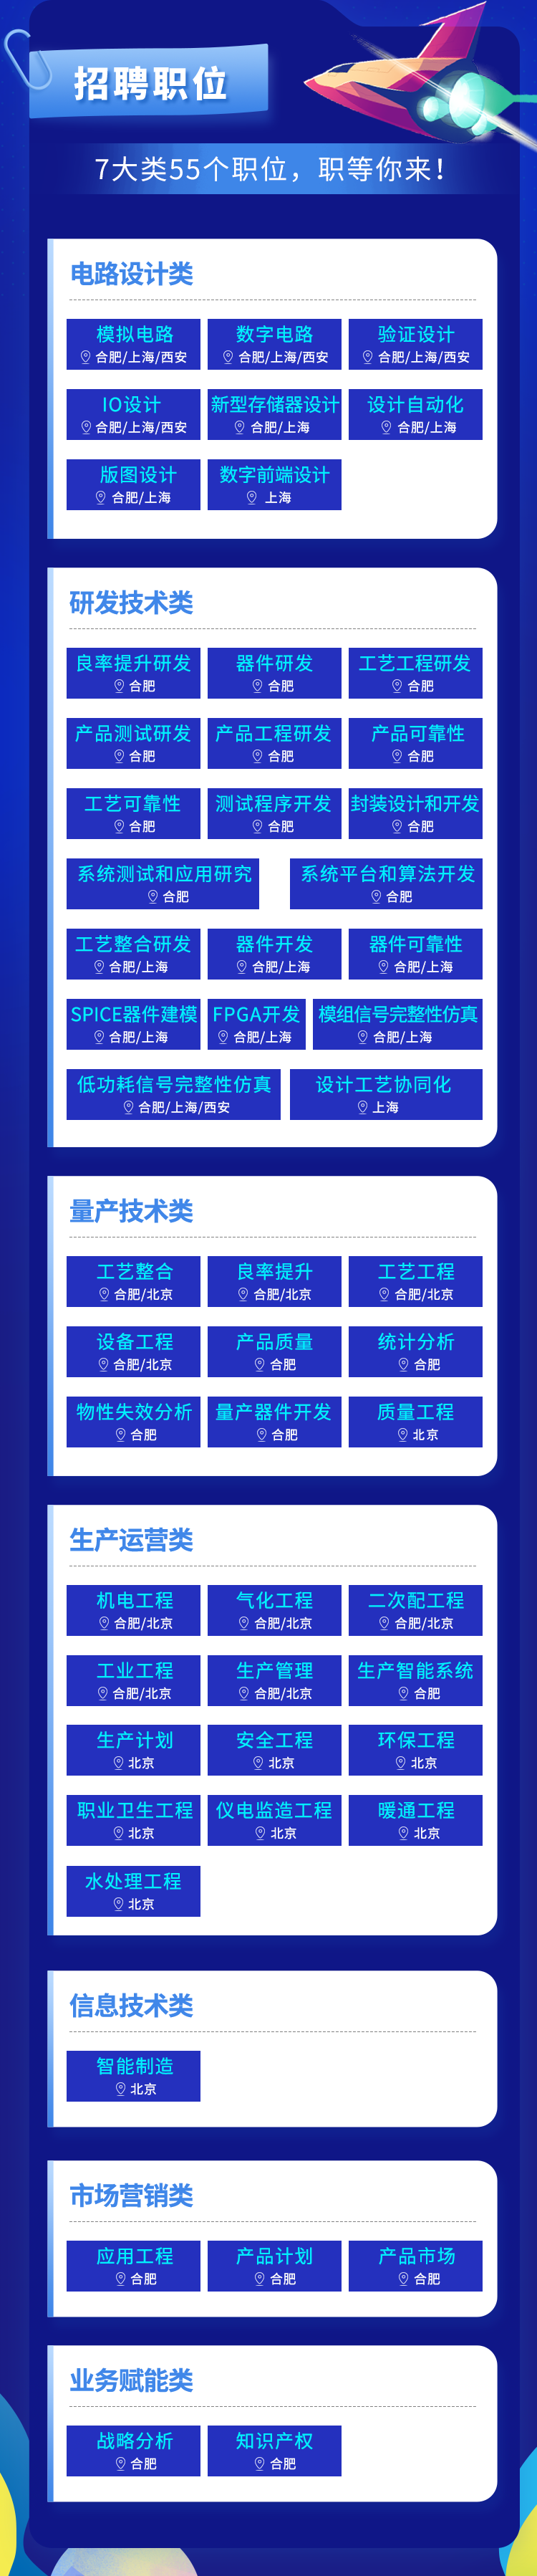 招聘职位
7大类55个职位，职等你来！
电路设计类
模拟电路 数字电路 验证设计
合肥/上海/西安 合肥/上海/西安 合肥/上海/西安
IO设计 新型存储器设计 设计自动化
合肥/上海/西安 合肥/上海 合肥/上海
版图设计 数字前端设计
合肥/上海 上海
研发技术类
良率提升研发 器件研发 工艺工程研发
合肥 合肥 合肥
产品测试研发 产品工程研发 产品可靠性
合肥 合肥 合肥
工艺可靠性 测试程序开发 封装设计和开发
合肥 合肥 合肥
系统测试和应用研究 系统平台和算法开发
合肥 合肥
工艺整合研发 器件开发 器件可靠性
合肥/上海 合肥/上海 合肥/上海
SPICE器件建模 FPGA开发 模组信号完整性仿真
合肥/上海 合肥/上海 合肥/上海
低功耗信号完整性仿真 设计工艺协同化
合肥/上海/西安 上海
量产技术类
工艺整合 良率提升 工艺工程
合肥/北京 合肥/北京 合肥/北京
设备工程 产品质量 统计分析
合肥/北京 合肥 合肥
物性失效分析 量产器件开发 质量工程
合肥 合肥 北京
生产运营类
机电工程 气化工程 二次配工程
合肥/北京 合肥/北京 合肥/北京
工业工程 生产管理 生产智能系统
合肥/北京 合肥/北京 合肥
生产计划 安全工程 环保工程
北京 北京 北京
职业卫生工程 仪电监造工程 暖通工程
北京 北京 北京
水处理工程
北京
信息技术类
智能制造
北京
市场营销类
应用工程 产品计划 产品市场
合肥 合肥 合肥
业务赋能类
战略分析 知识产权
合肥 合肥